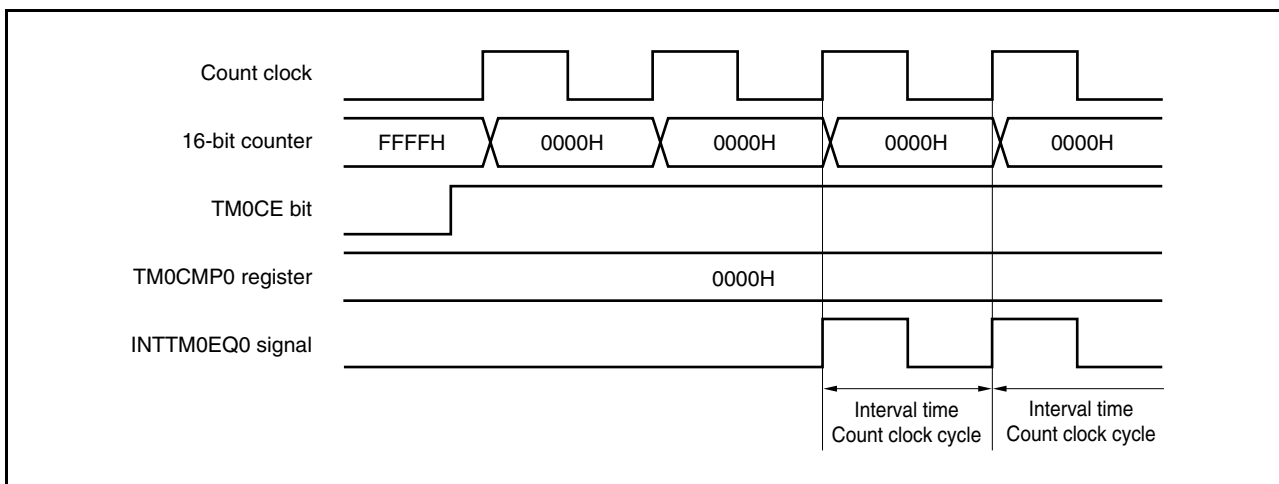 Count clock
16-bit counter FFFFH 0000H 0000H 0000H 0000H
TM0CE bit
TM0CMP0 register 0000H
INTTM0EQ0 signal
Interval time Interval time
Count clock cycle Count clock cycle